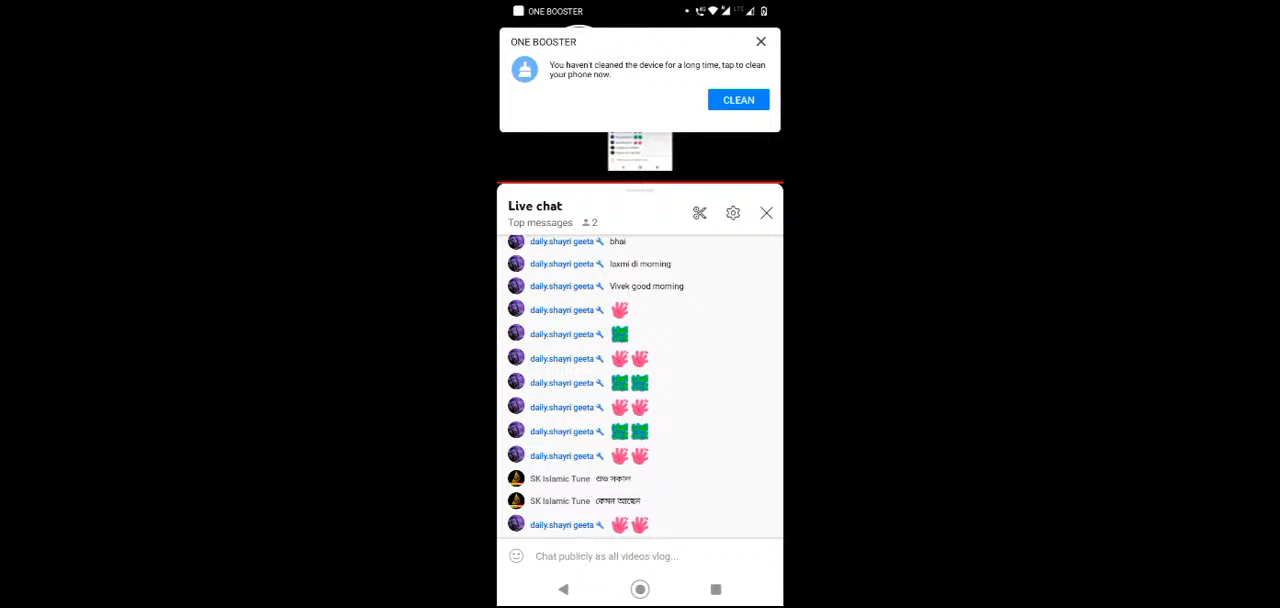 ONE BOOSTER
LTE
ONE BOOSTER
You haven't cleaned the device for a long time, tap to clean
your phone now.
CLEAN
Live chat
Top messages 2
daily.shayri geeta bhai
daily.shayri geeta laxmi di morning
daily.shayri geeta Vivek good morning
daily.shayri geeta
daily.shayri geeta
daily.shayri geeta
daily.shayri geeta
daily.shayri geeta
daily.shayri geeta
daily.shayri geeta
SK Islamic Tune শুভ সকাল
SK Islamic Tune কেমন আছেন
daily.shayri geeta
Chat publicly as all videos vlog...